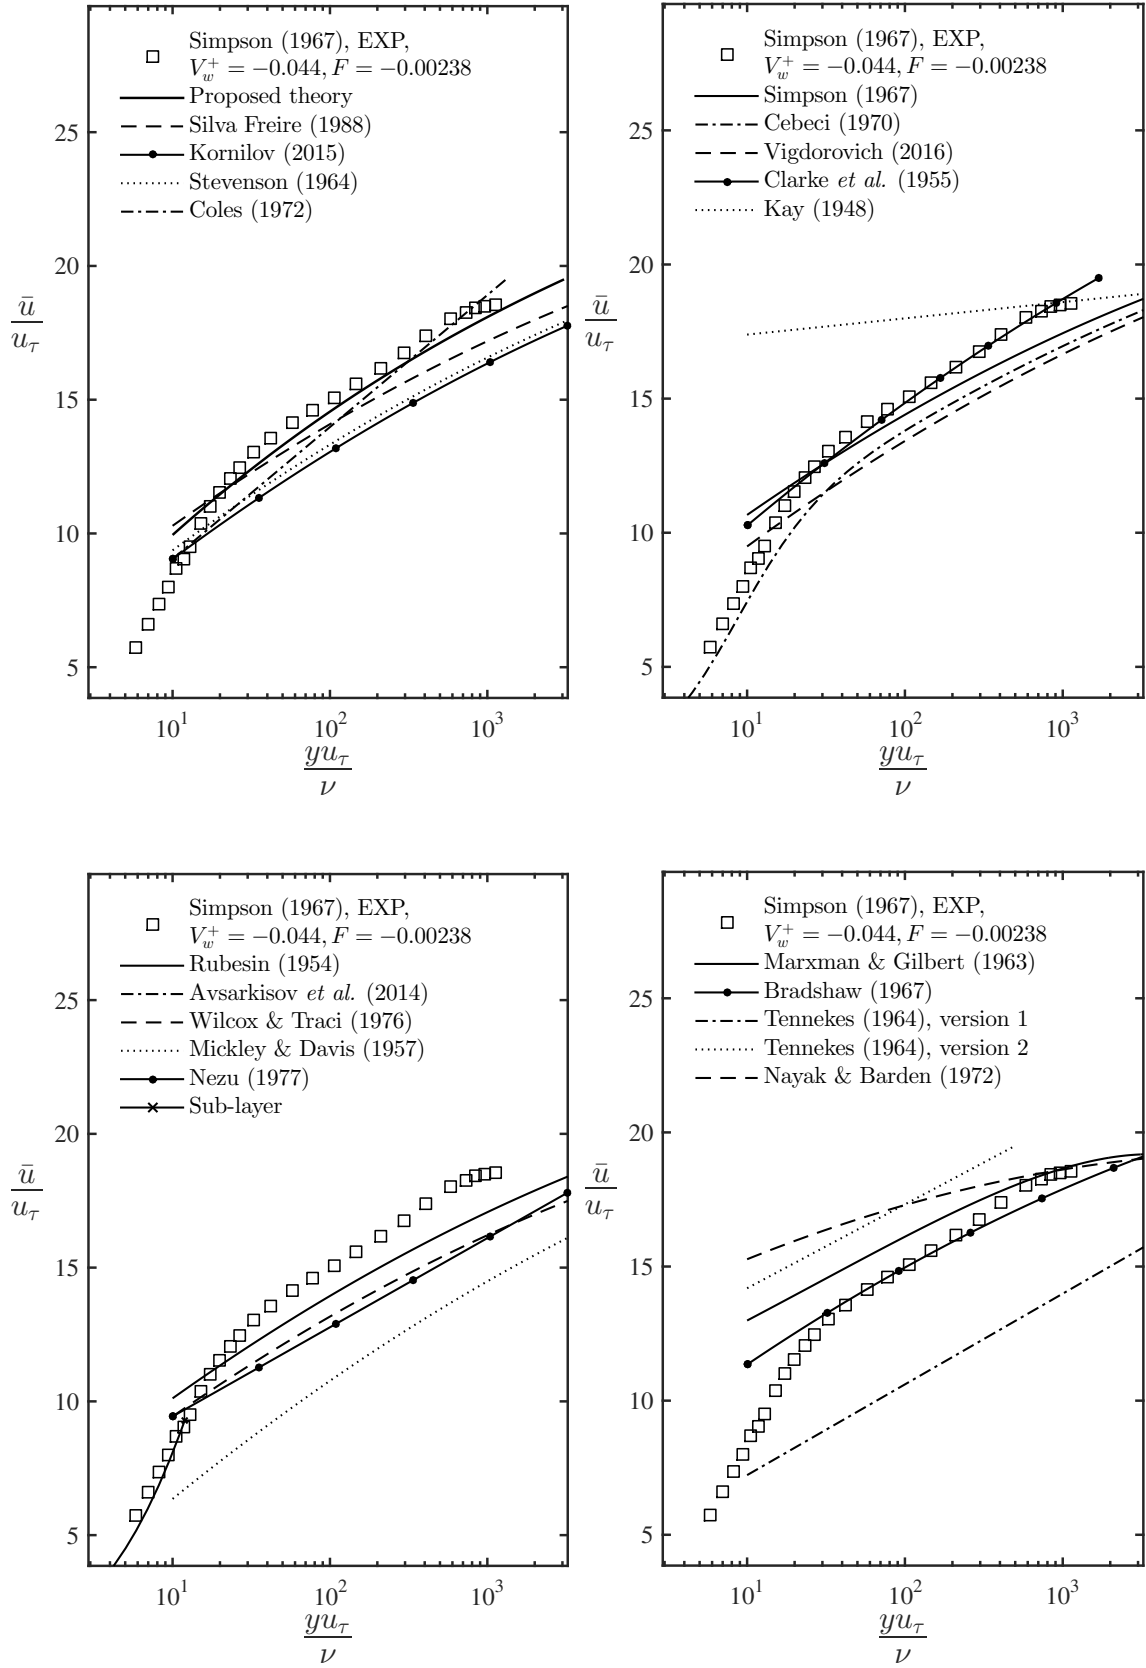 Simpson (1967), EXP,
V_w^+ = −0.044, F = −0.00238
Proposed theory
Silva Freire (1988)
Kornilov (2015)
Stevenson (1964)
Coles (1972)
25
20
15
10
5
ū/u_τ
10^1 10^2 10^3
yu_τ/ν
Simpson (1967), EXP,
V_w^+ = −0.044, F = −0.00238
Simpson (1967)
Cebeci (1970)
Vigdorovich (2016)
Clarke et al. (1955)
Kay (1948)
25
20
15
10
5
ū/u_τ
10^1 10^2 10^3
yu_τ/ν
Simpson (1967), EXP,
V_w^+ = −0.044, F = −0.00238
Rubesin (1954)
Avsarkisov et al. (2014)
Wilcox & Traci (1976)
Mickley & Davis (1957)
Nezu (1977)
Sub-layer
25
20
15
10
5
ū/u_τ
10^1 10^2 10^3
yu_τ/ν
Simpson (1967), EXP,
V_w^+ = −0.044, F = −0.00238
Marxman & Gilbert (1963)
Bradshaw (1967)
Tennekes (1964), version 1
Tennekes (1964), version 2
Nayak & Barden (1972)
25
20
15
10
5
ū/u_τ
10^1 10^2 10^3
yu_τ/ν